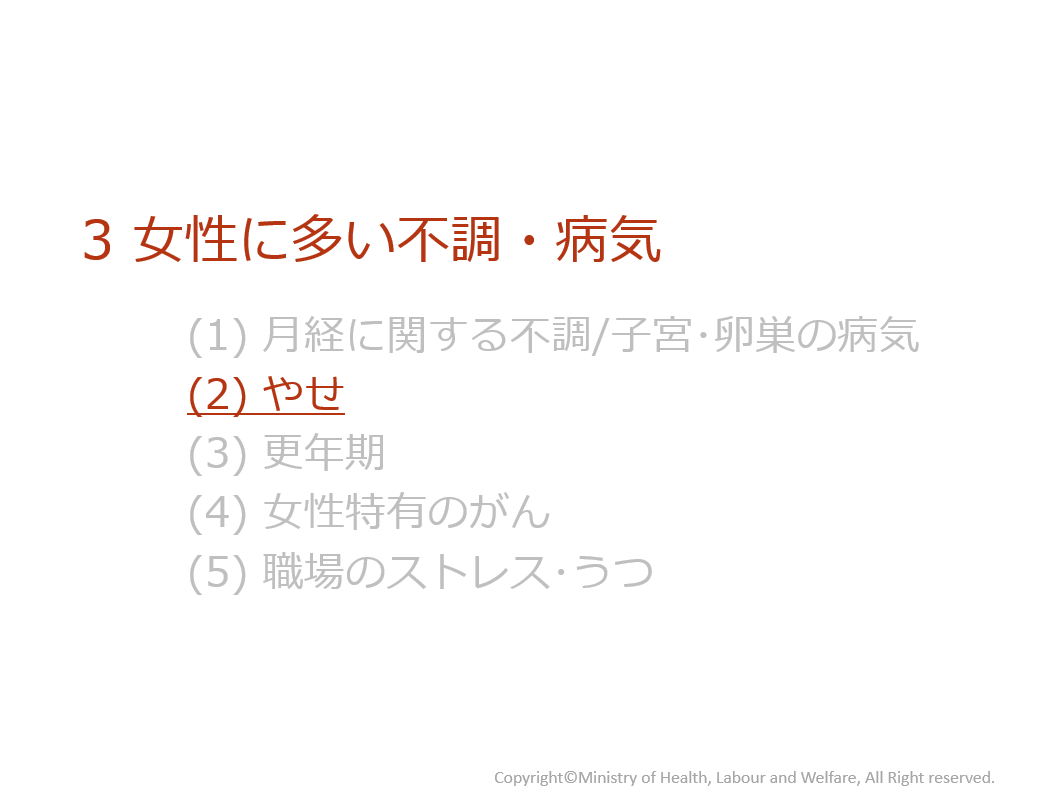 3 女性に多い不調・病気
(1) 月経に関する不調/子宮･卵巣の病気
(2) やせ
(3) 更年期
(4) 女性特有のがん
(5) 職場のストレス･うつ
Copyright©Ministry of Health, Labour and Welfare, All Right reserved.